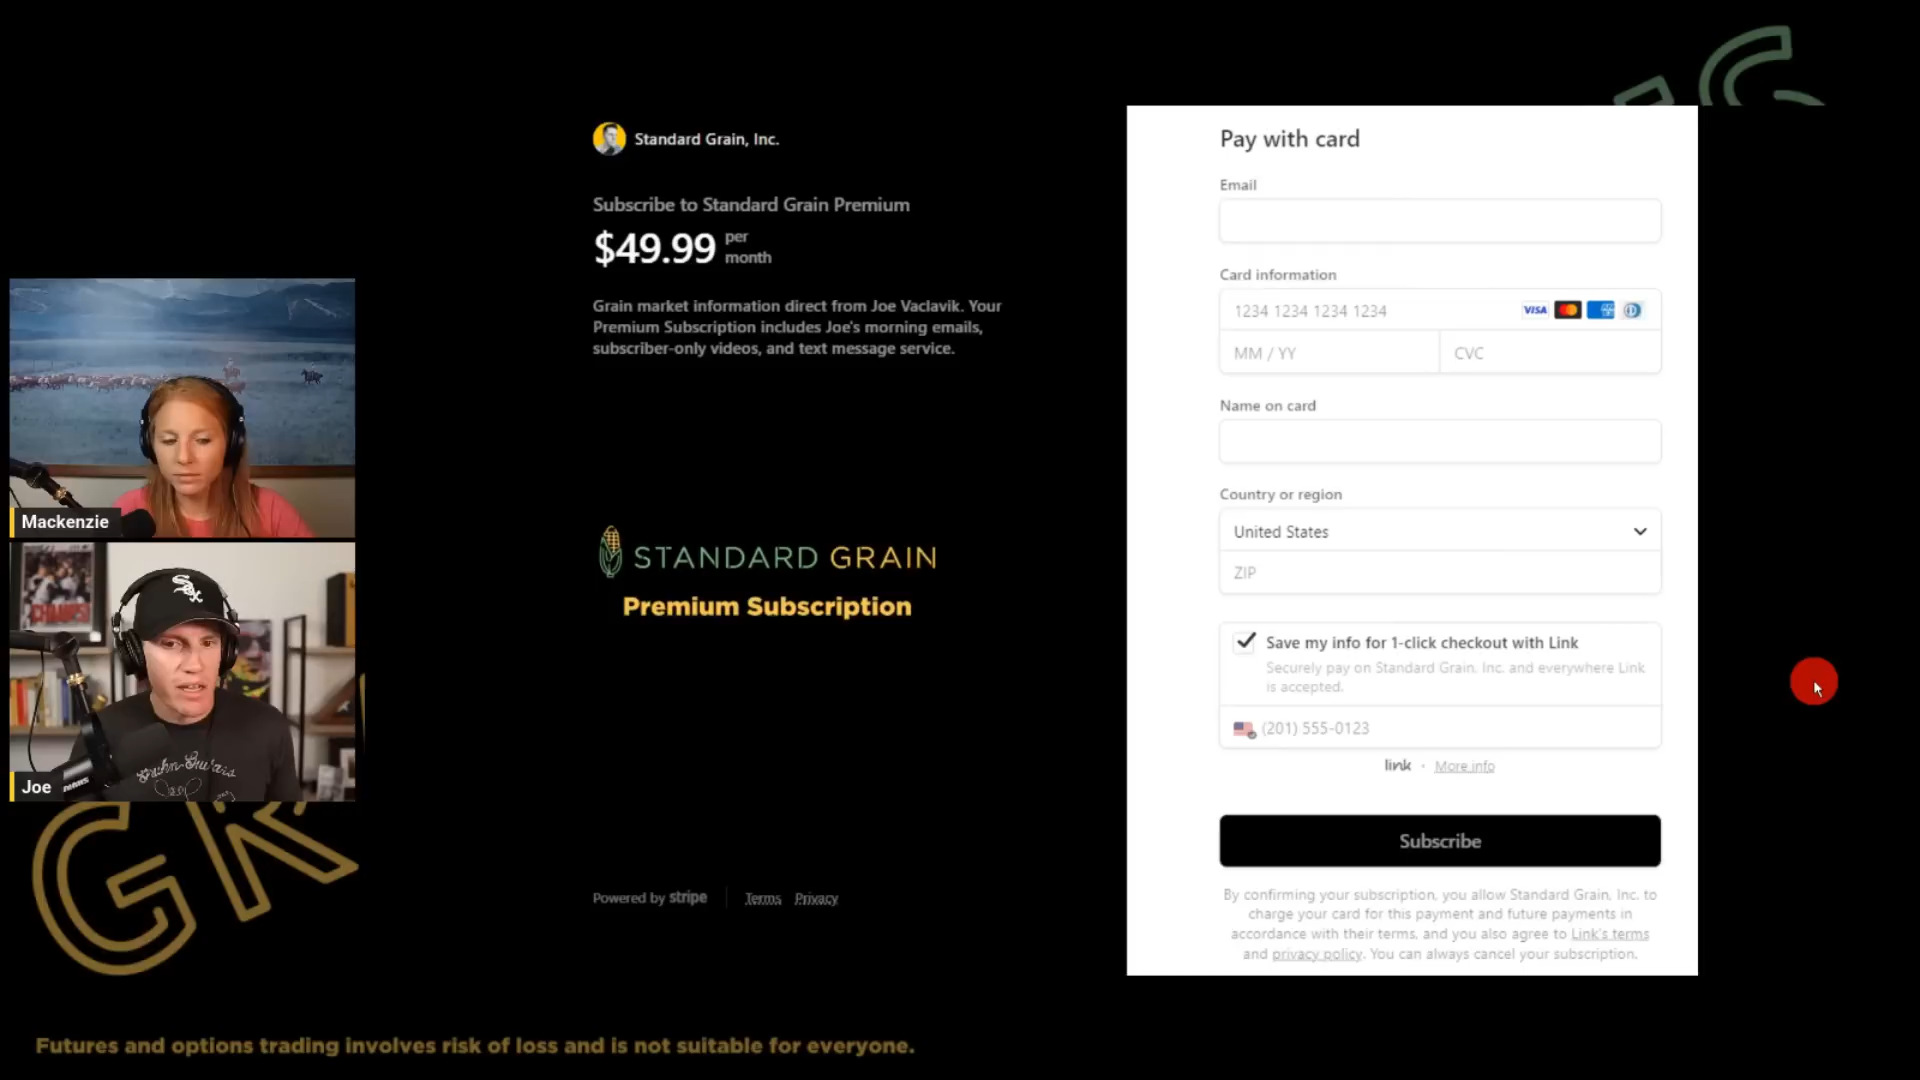 Standard Grain, Inc.
Subscribe to Standard Grain Premium
$49.99 per
month
Grain market information direct from Joe Vaclavik. Your
Premium Subscription includes Joe's morning emails,
subscriber-only videos, and text message service.
STANDARD GRAIN
Premium Subscription
Powered by stripe
Terms Privacy
Pay with card
Email
Card information
1234 1234 1234 1234
VISA
MM / YY
CVC
Name on card
Country or region
United States
ZIP
Save my info for 1-click checkout with Link
Securely pay on Standard Grain, Inc. and everywhere Link
is accepted.
(201) 555-0123
link · More info
Subscribe
By confirming your subscription, you allow Standard Grain, Inc. to
charge your card for this payment and future payments in
accordance with their terms, and you also agree to Link's terms
and privacy policy. You can always cancel your subscription.
Mackenzie
Sox
Joe
GR
G
Futures and options trading involves risk of loss and is not suitable for everyone.